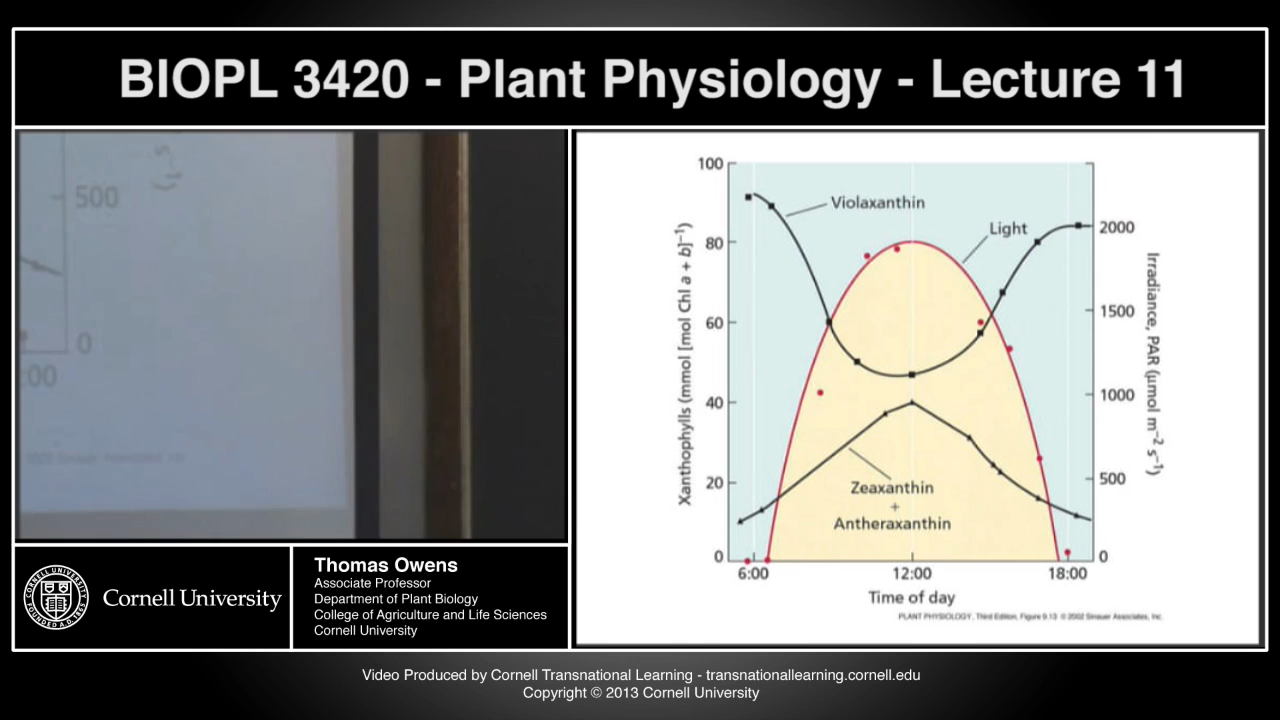 BIOPL 3420 - Plant Physiology - Lecture 11
500
0
:00
100
80
60
40
20
0
Xanthophylls (mmol [mol Chl a + b]⁻¹)
Violaxanthin
Light
Zeaxanthin
+
Antheraxanthin
2000
1500
1000
500
0
Irradiance, PAR (μmol m⁻² s⁻¹)
6:00 12:00 18:00
Time of day
PLANT PHYSIOLOGY, Third Edition, Figure 9.13 © 2002 Sinauer Associates, Inc.
CORNELL UNIVERSITY
FOUNDED A.D. 1865
Cornell University
Thomas Owens
Associate Professor
Department of Plant Biology
College of Agriculture and Life Sciences
Cornell University
Video Produced by Cornell Transnational Learning - transnationallearning.cornell.edu
Copyright © 2013 Cornell University